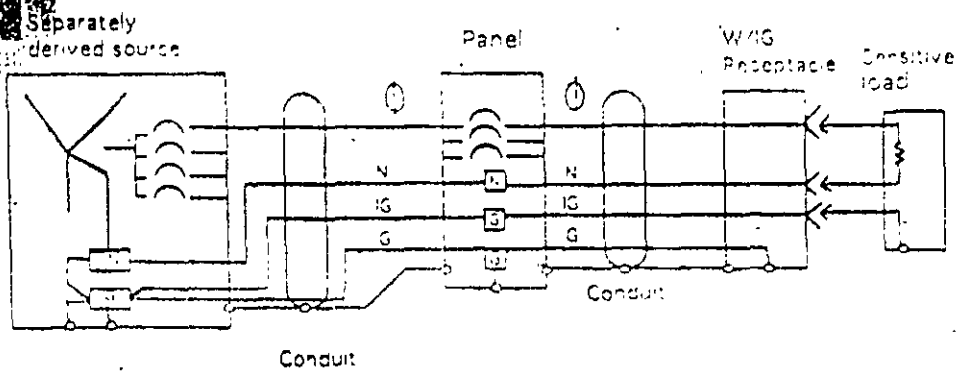 Separately
derived source
Panel
W/IG
Receptacle
Sensitive
load
N
N
N
IG
G
IG
G
G
Conduit
Conduit